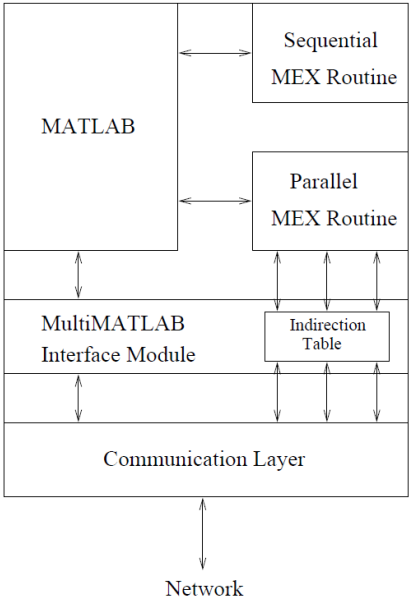 Sequential
MEX Routine
MATLAB
Parallel
MEX Routine
MultiMATLAB
Interface Module
Indirection
Table
Communication Layer
Network